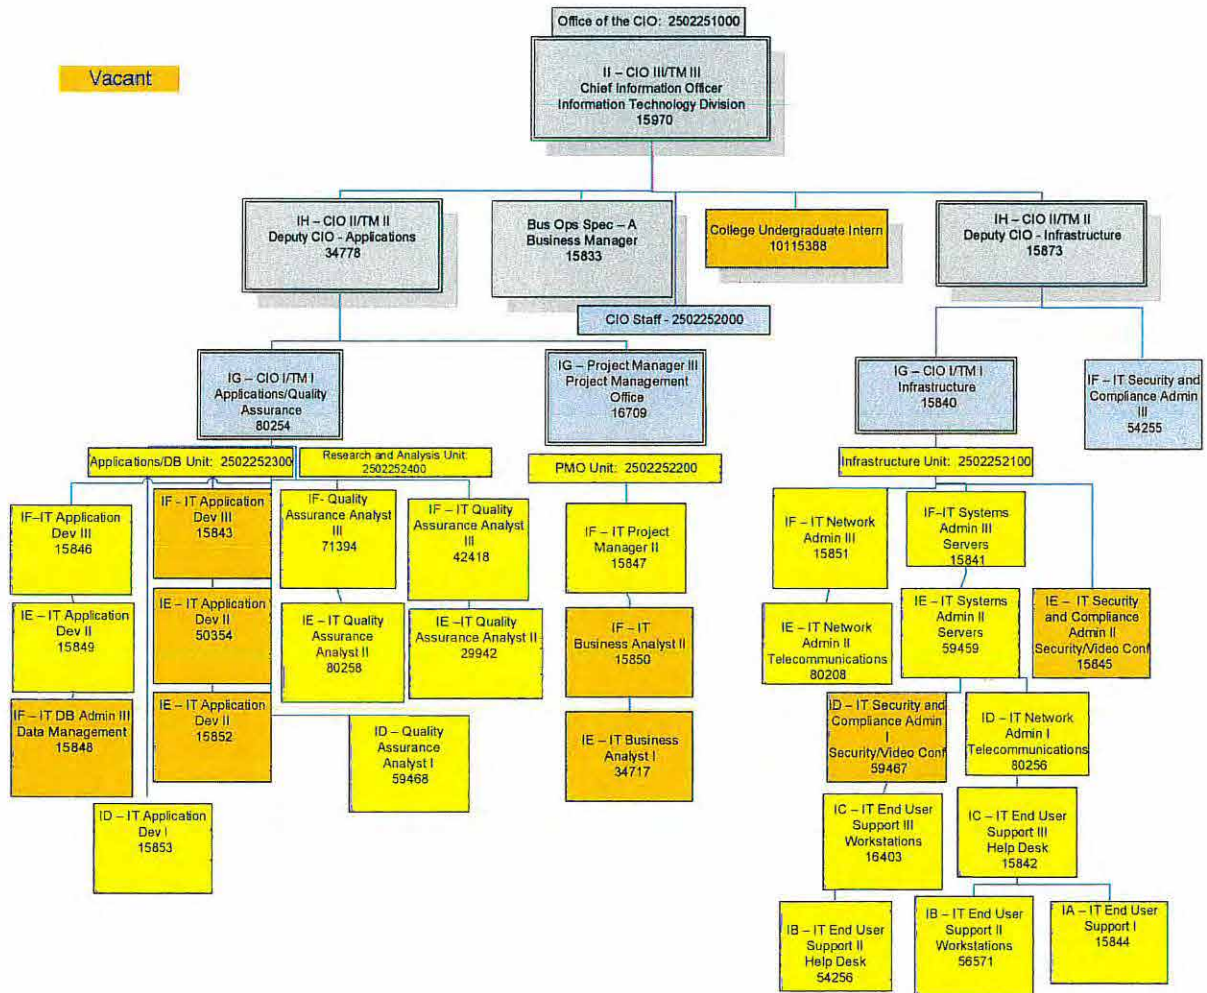 Office of the CIO: 2502251000
Vacant
II – CIO III/TM III
Chief Information Officer
Information Technology Division
15970
IH – CIO II/TM II
Deputy CIO - Applications
34778
Bus Ops Spec – A
Business Manager
15833
College Undergraduate Intern
10115388
IH – CIO II/TM II
Deputy CIO - Infrastructure
15873
CIO Staff - 2502252000
IG – CIO I/TM I
Applications/Quality
Assurance
80254
IG – Project Manager III
Project Management
Office
16709
IG – CIO I/TM I
Infrastructure
15840
IF – IT Security and
Compliance Admin
III
54255
Applications/DB Unit: 2502252300
Research and Analysis Unit:
2502252400
PMO Unit: 2502252200
Infrastructure Unit: 2502252100
IF–IT Application
Dev III
15846
IF - IT Application
Dev III
15843
IF- Quality
Assurance Analyst
III
71394
IF – IT Quality
Assurance Analyst
III
42418
IF – IT Project
Manager II
15847
IF – IT Network
Admin III
15851
IF–IT Systems
Admin III
Servers
15841
IE – IT Application
Dev II
15849
IE – IT Application
Dev II
50354
IE – IT Quality
Assurance
Analyst II
80258
IE –IT Quality
Assurance Analyst II
29942
IF – IT
Business Analyst II
15850
IE – IT Network
Admin II
Telecommunications
80208
IE – IT Systems
Admin II
Servers
59459
IE – IT Security
and Compliance
Admin II
Security/Video Conf
15845
IF – IT DB Admin III
Data Management
15848
IE – IT Application
Dev II
15852
ID – Quality
Assurance
Analyst I
59468
IE – IT Business
Analyst I
34717
ID – IT Security and
Compliance Admin
I
Security/Video Conf
59467
ID – IT Network
Admin I
Telecommunications
80256
ID – IT Application
Dev I
15853
IC – IT End User
Support III
Workstations
16403
IC – IT End User
Support III
Help Desk
15842
IB – IT End User
Support II
Help Desk
54256
IB – IT End User
Support II
Workstations
56571
IA – IT End User
Support I
15844